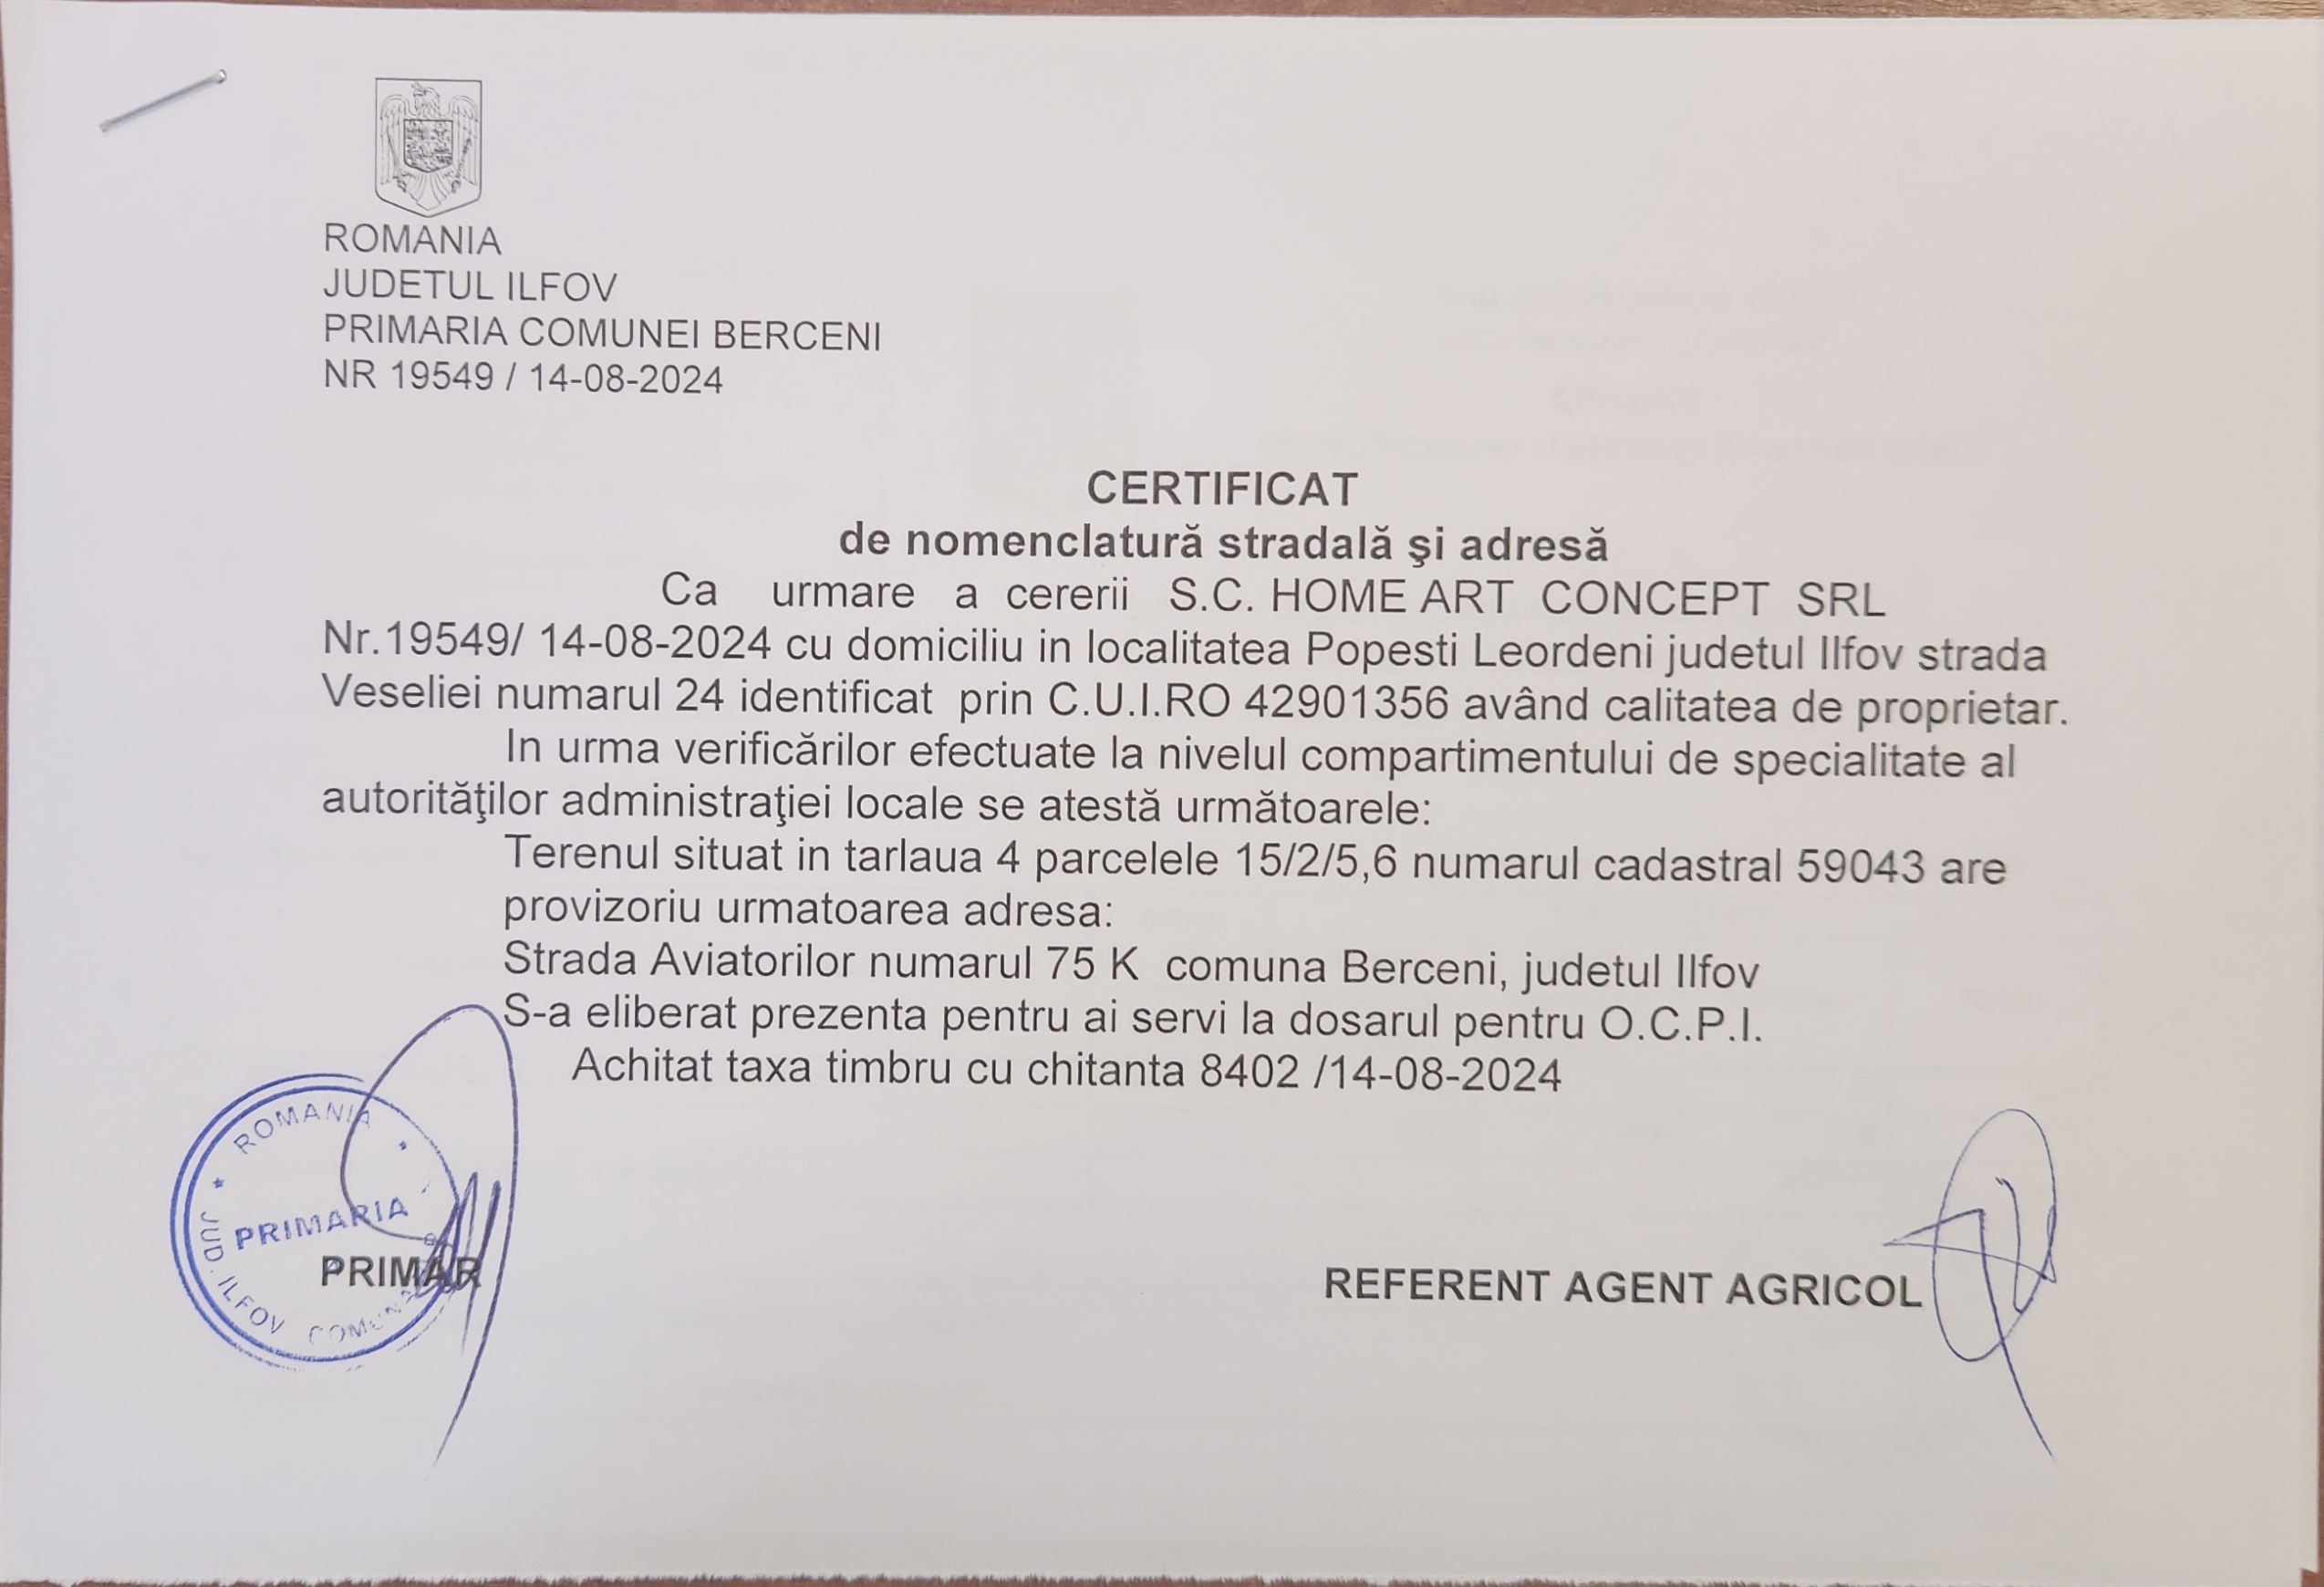 ROMANIA
JUDETUL ILFOV
PRIMARIA COMUNEI BERCENI
NR 19549 / 14-08-2024
CERTIFICAT
de nomenclatură stradală şi adresă
Ca urmare a cererii S.C. HOME ART CONCEPT SRL
Nr.19549/ 14-08-2024 cu domiciliu in localitatea Popesti Leordeni judetul Ilfov strada
Veseliei numarul 24 identificat prin C.U.I.RO 42901356 având calitatea de proprietar.
In urma verificărilor efectuate la nivelul compartimentului de specialitate al
autorităţilor administraţiei locale se atestă următoarele:
Terenul situat in tarlaua 4 parcelele 15/2/5,6 numarul cadastral 59043 are
provizoriu urmatoarea adresa:
Strada Aviatorilor numarul 75 K comuna Berceni, judetul Ilfov
S-a eliberat prezenta pentru ai servi la dosarul pentru O.C.P.I.
Achitat taxa timbru cu chitanta 8402 /14-08-2024
ROMANIA
PRIMARIA
JUD. ILFOV
PRIMAR
REFERENT AGENT AGRICOL